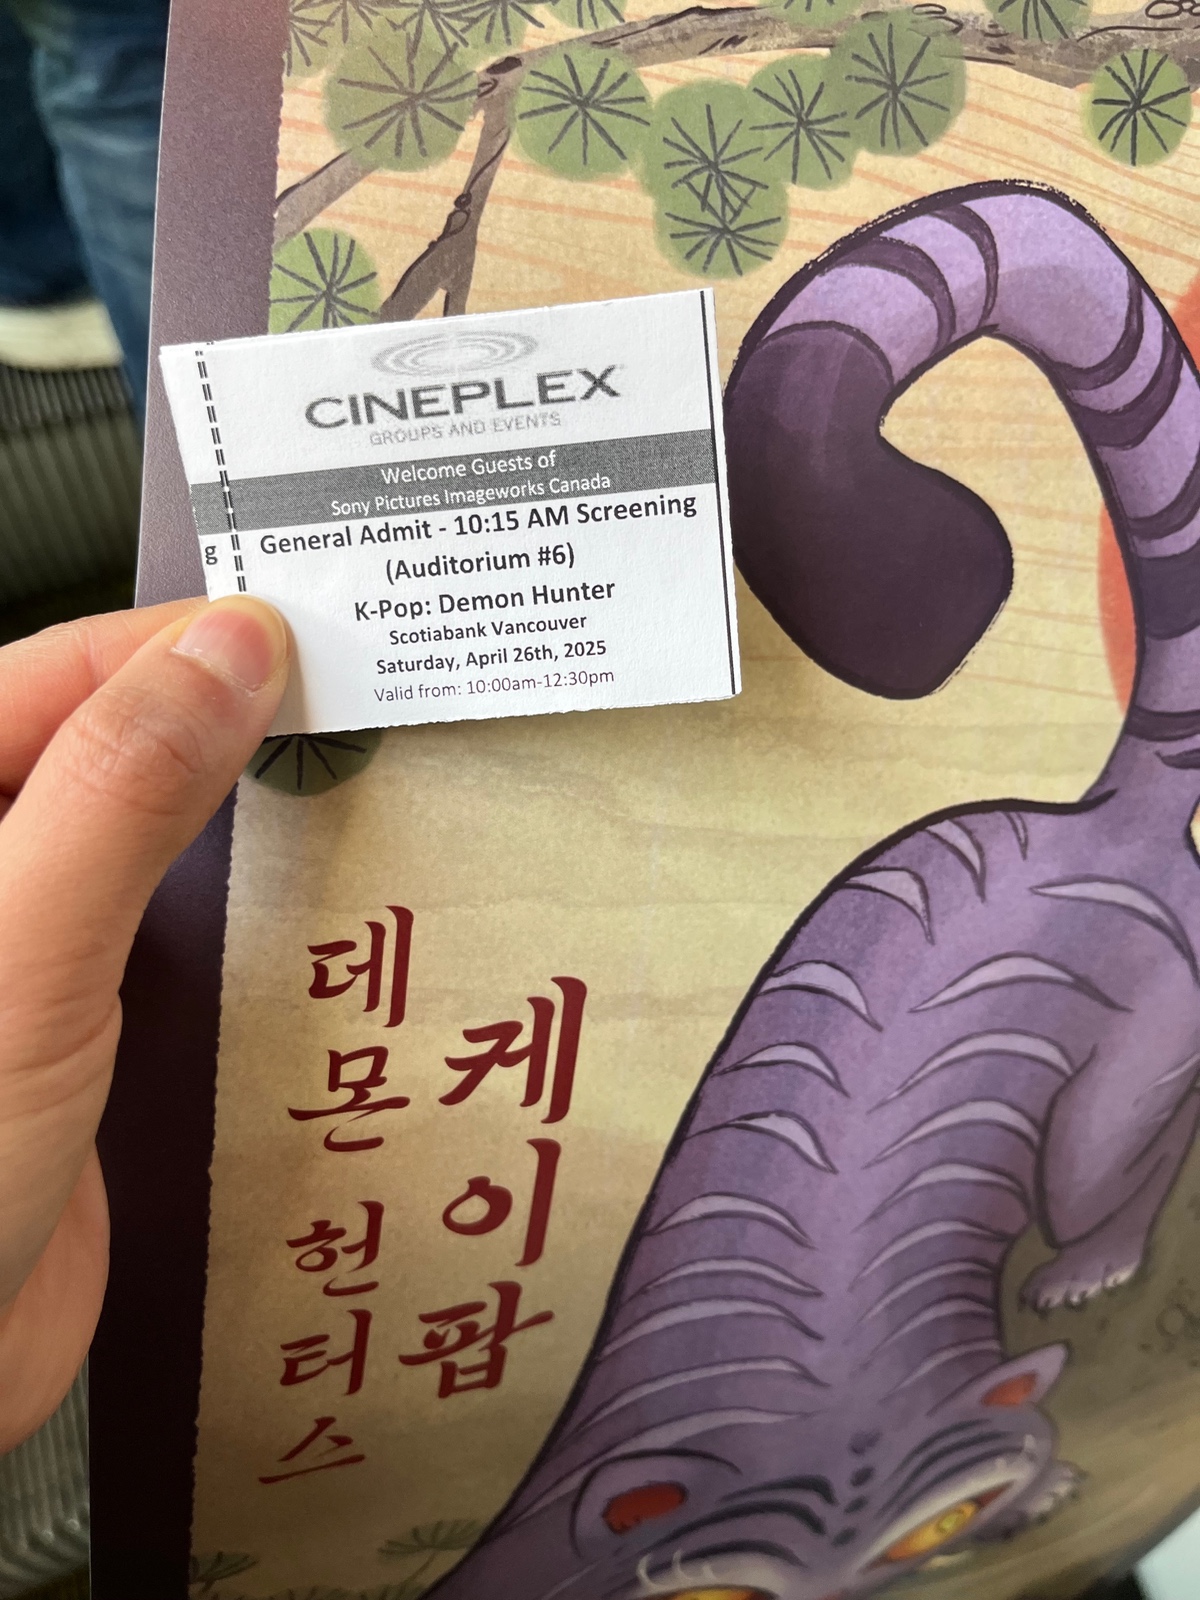 CINEPLEX
GROUPS AND EVENTS
Welcome Guests of
Sony Pictures Imageworks Canada
General Admit - 10:15 AM Screening
(Auditorium #6)
K-Pop: Demon Hunter
Scotiabank Vancouver
Saturday, April 26th, 2025
Valid from: 10:00am-12:30pm
g
케이팝
데몬 헌터스